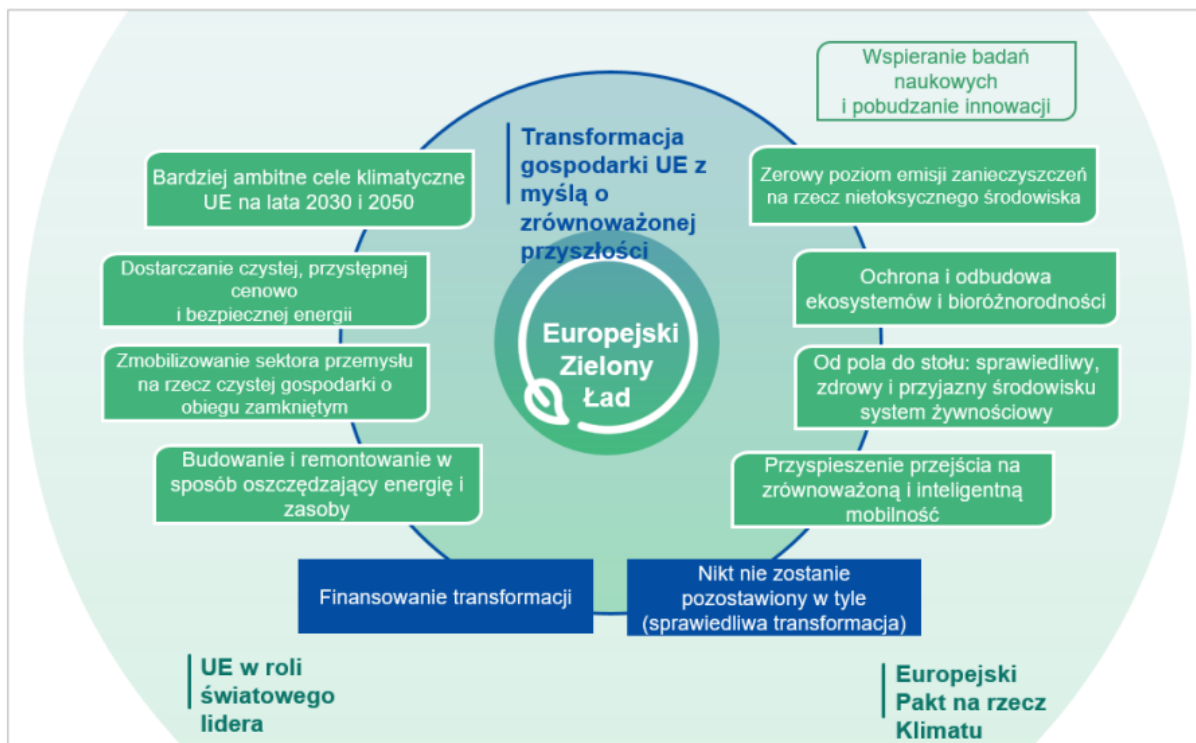 Wspieranie badań
naukowych
i pobudzanie innowacji
Transformacja
gospodarki UE z
myślą o
zrównoważonej
przyszłości
Bardziej ambitne cele klimatyczne
UE na lata 2030 i 2050
Zerowy poziom emisji zanieczyszczeń
na rzecz nietoksycznego środowiska
Dostarczanie czystej, przystępnej
cenowo
i bezpiecznej energii
Ochrona i odbudowa
ekosystemów i bioróżnorodności
Europejski
Zielony
Ład
Zmobilizowanie sektora przemysłu
na rzecz czystej gospodarki o
obiegu zamkniętym
Od pola do stołu: sprawiedliwy,
zdrowy i przyjazny środowisku
system żywnościowy
Budowanie i remontowanie w
sposób oszczędzający energię i
zasoby
Przyspieszenie przejścia na
zrównoważoną i inteligentną
mobilność
Finansowanie transformacji
Nikt nie zostanie
pozostawiony w tyle
(sprawiedliwa transformacja)
UE w roli
światowego
lidera
Europejski
Pakt na rzecz
Klimatu